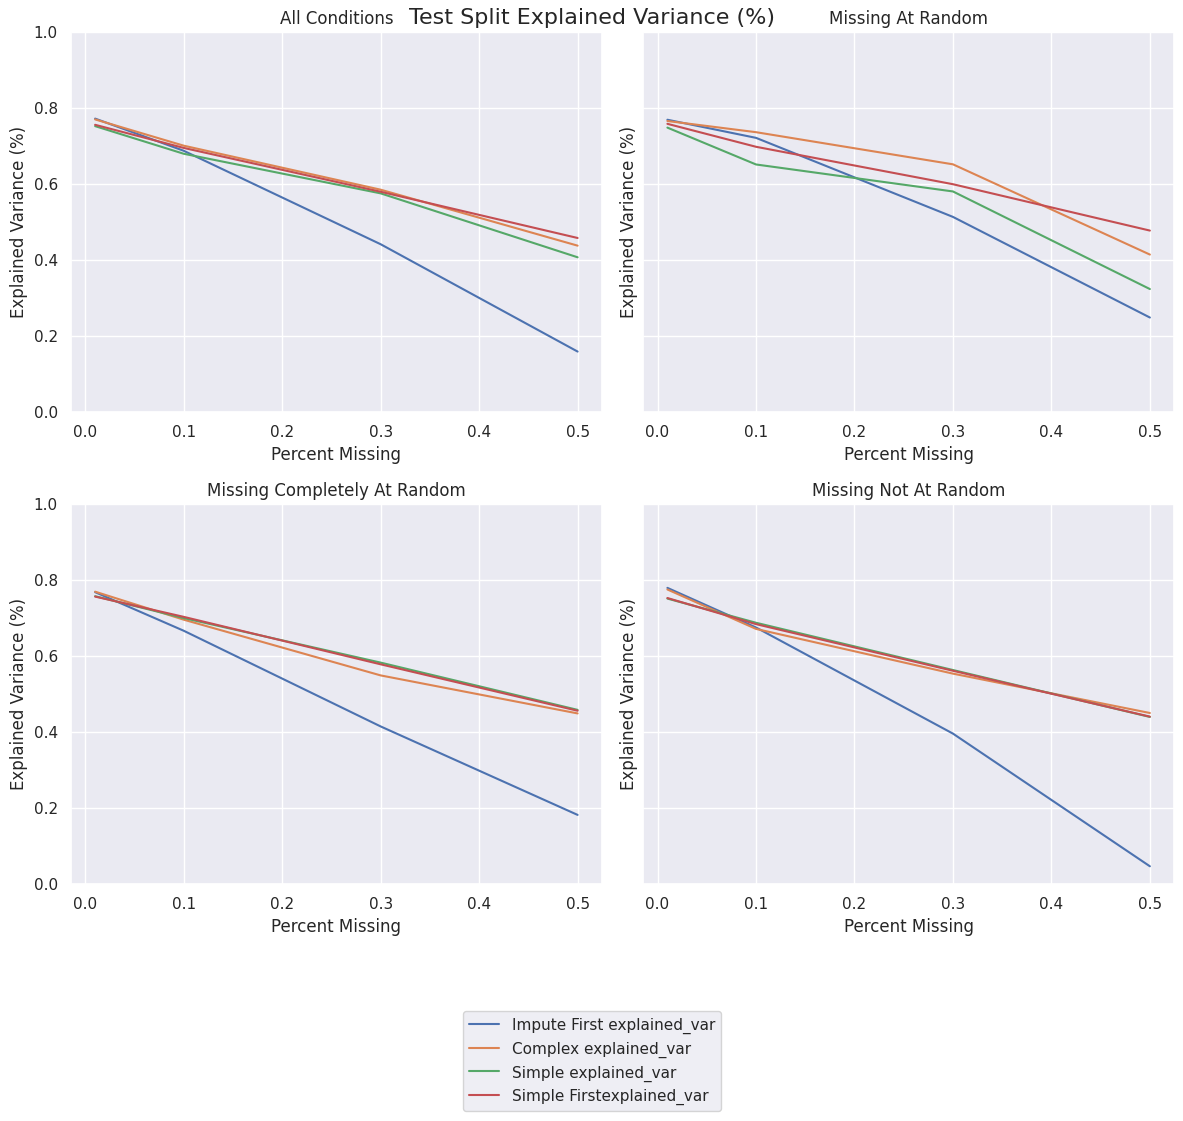 Test Split Explained Variance (%)
All Conditions
Missing At Random
Explained Variance (%)
1.0
0.8
0.6
0.4
0.2
0.0
0.0 0.1 0.2 0.3 0.4 0.5
Percent Missing
Explained Variance (%)
0.0 0.1 0.2 0.3 0.4 0.5
Percent Missing
Missing Completely At Random
Explained Variance (%)
1.0
0.8
0.6
0.4
0.2
0.0
0.0 0.1 0.2 0.3 0.4 0.5
Percent Missing
Missing Not At Random
Explained Variance (%)
0.0 0.1 0.2 0.3 0.4 0.5
Percent Missing
Impute First explained_var
Complex explained_var
Simple explained_var
Simple Firstexplained_var